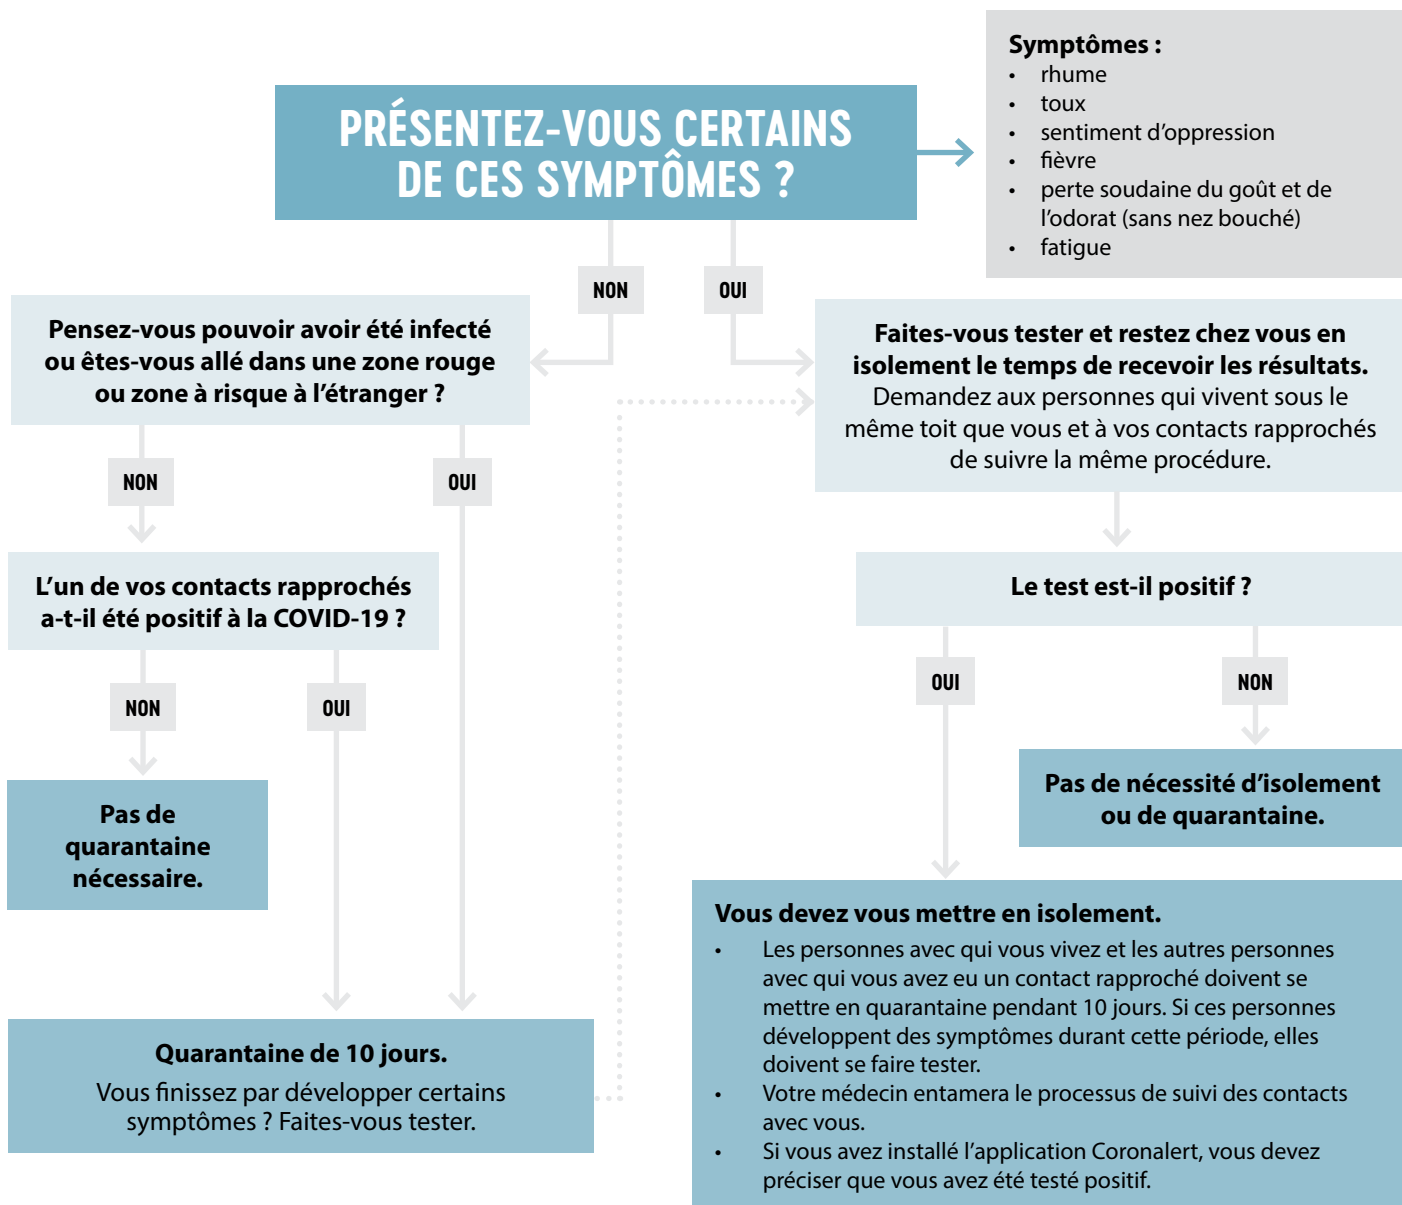 PRÉSENTEZ-VOUS CERTAINS
DE CES SYMPTÔMES ?
Symptômes :
• rhume
• toux
• sentiment d’oppression
• fièvre
• perte soudaine du goût et de
l’odorat (sans nez bouché)
• fatigue
NON
OUI
Pensez-vous pouvoir avoir été infecté
ou êtes-vous allé dans une zone rouge
ou zone à risque à l’étranger ?
Faites-vous tester et restez chez vous en
isolement le temps de recevoir les résultats.
Demandez aux personnes qui vivent sous le
même toit que vous et à vos contacts rapprochés
de suivre la même procédure.
NON
OUI
L’un de vos contacts rapprochés
a-t-il été positif à la COVID-19 ?
Le test est-il positif ?
NON
OUI
OUI
NON
Pas de
quarantaine
nécessaire.
Pas de nécessité d’isolement
ou de quarantaine.
Quarantaine de 10 jours.
Vous finissez par développer certains
symptômes ? Faites-vous tester.
Vous devez vous mettre en isolement.
• Les personnes avec qui vous vivez et les autres personnes
avec qui vous avez eu un contact rapproché doivent se
mettre en quarantaine pendant 10 jours. Si ces personnes
développent des symptômes durant cette période, elles
doivent se faire tester.
• Votre médecin entamera le processus de suivi des contacts
avec vous.
• Si vous avez installé l’application Coronalert, vous devez
préciser que vous avez été testé positif.